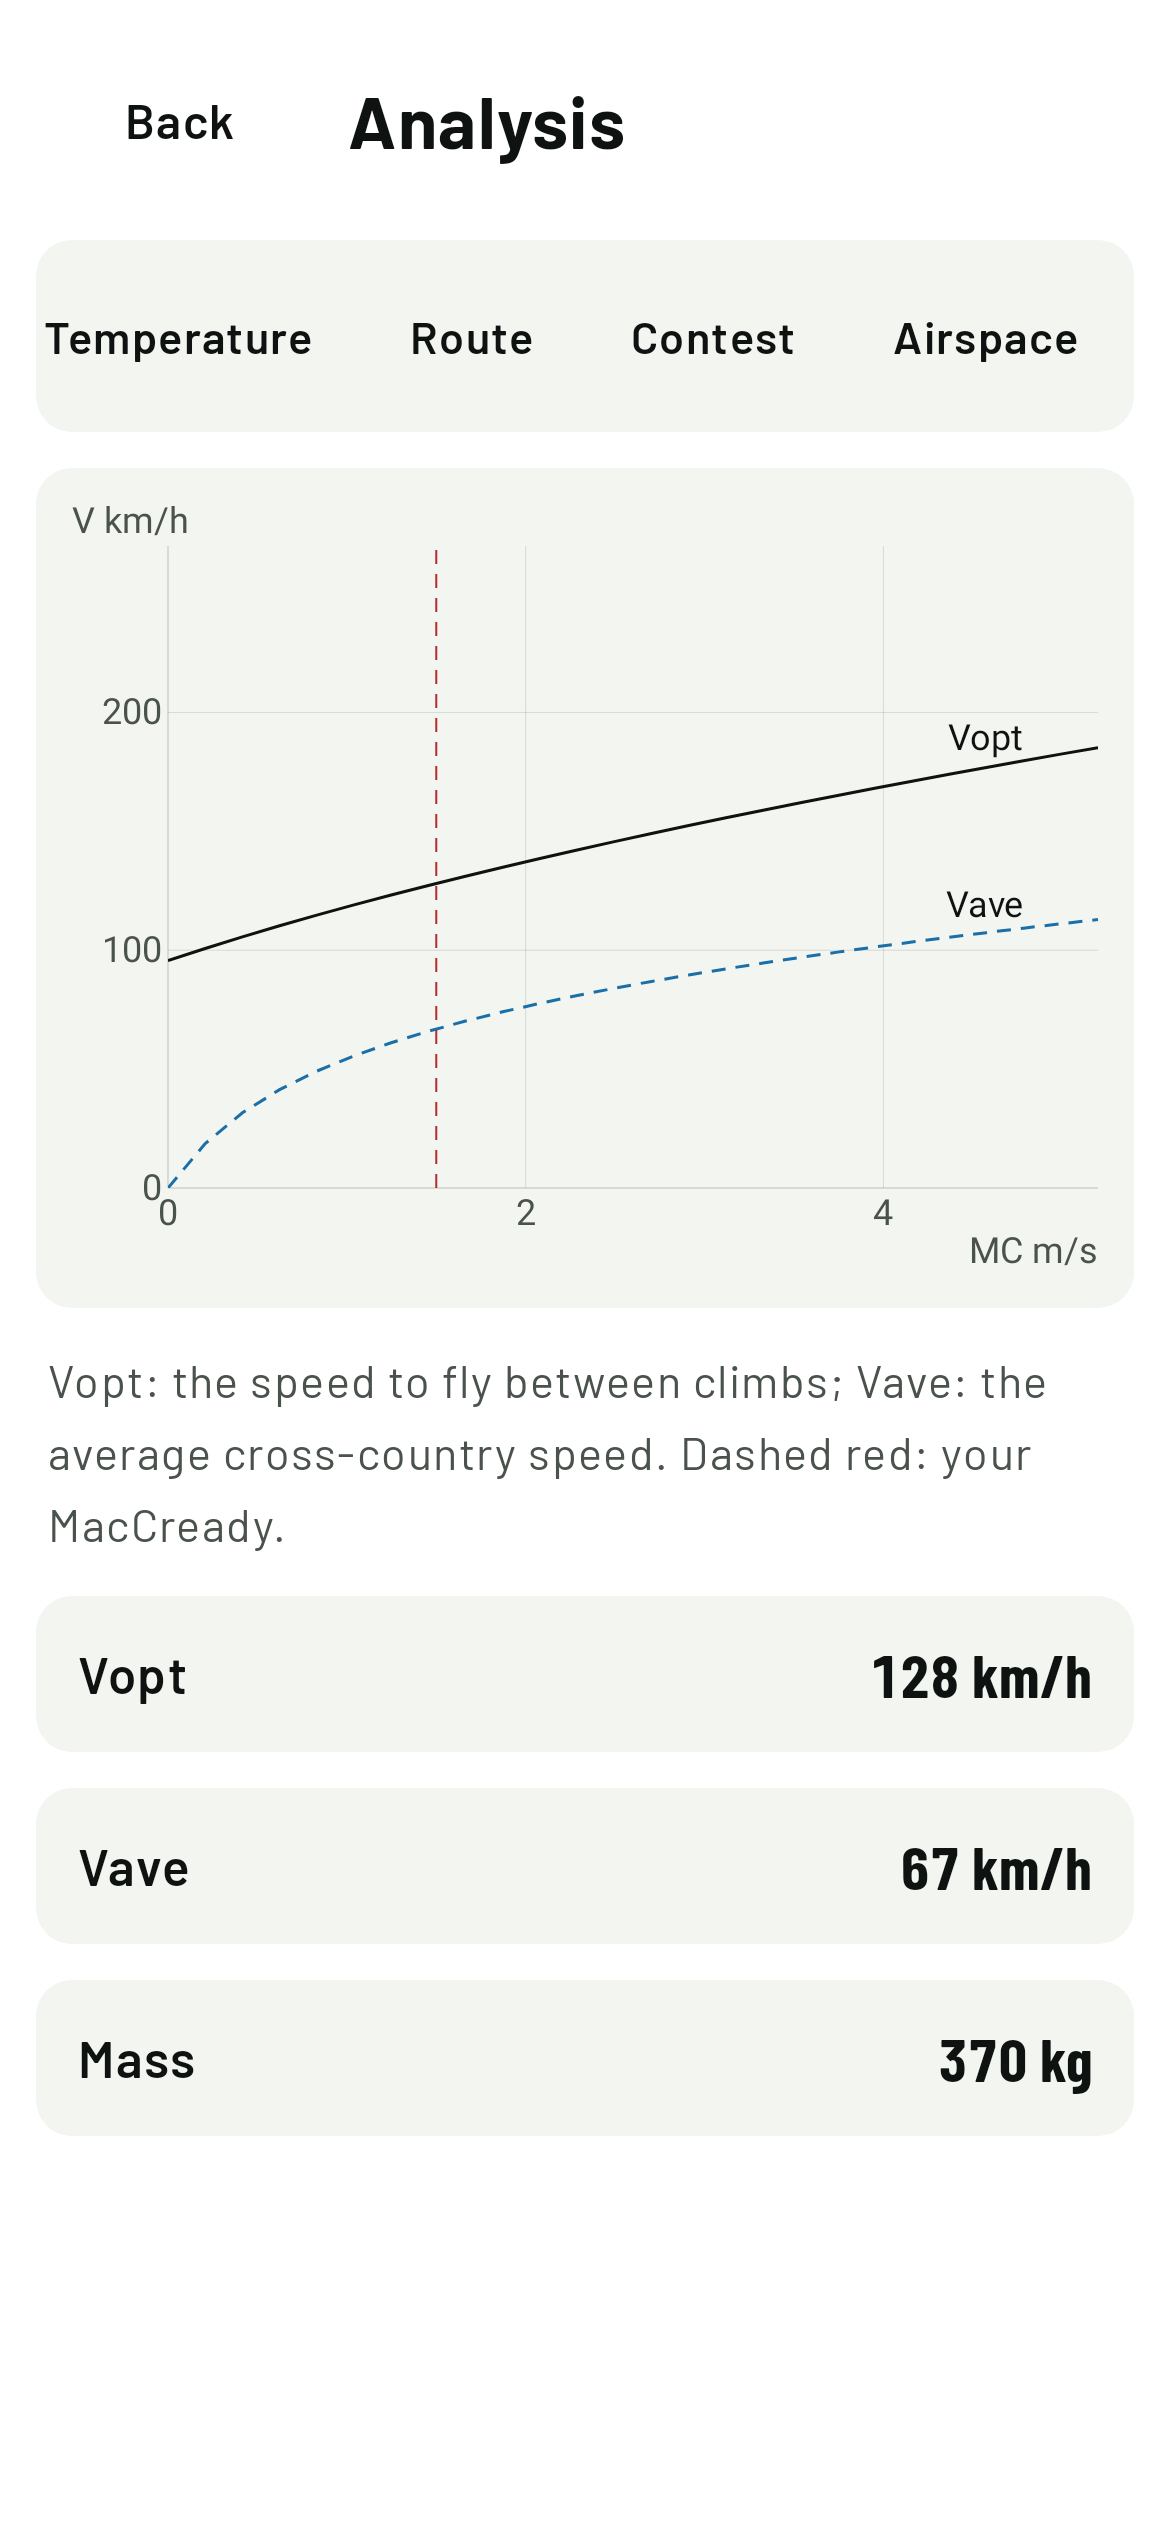 Back Analysis
Temperature Route Contest Airspace
V km/h
200
Vopt
Vave
100
0
0 2 4
MC m/s
Vopt: the speed to fly between climbs; Vave: the
average cross-country speed. Dashed red: your
MacCready.
Vopt 128 km/h
Vave 67 km/h
Mass 370 kg